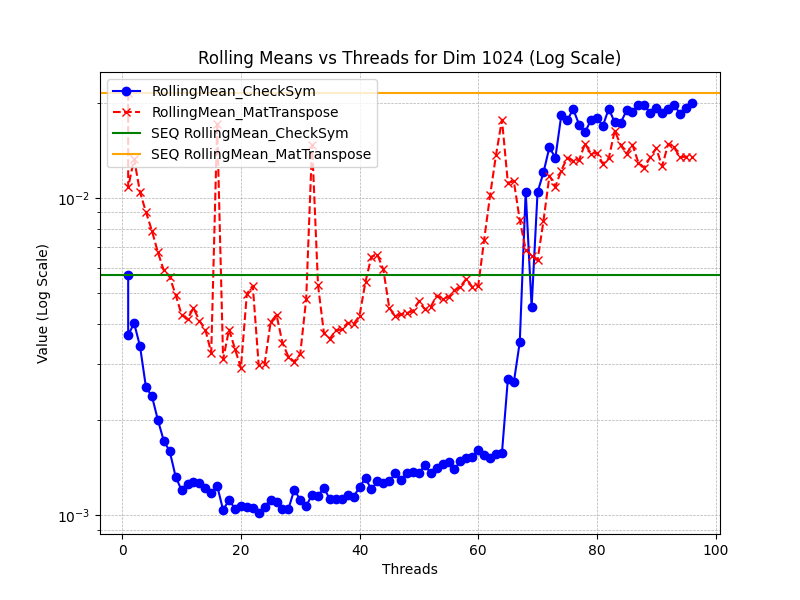 Rolling Means vs Threads for Dim 1024 (Log Scale)
RollingMean_CheckSym
RollingMean_MatTranspose
SEQ RollingMean_CheckSym
SEQ RollingMean_MatTranspose
Value (Log Scale)
10⁻²
10⁻³
0 20 40 60 80 100
Threads